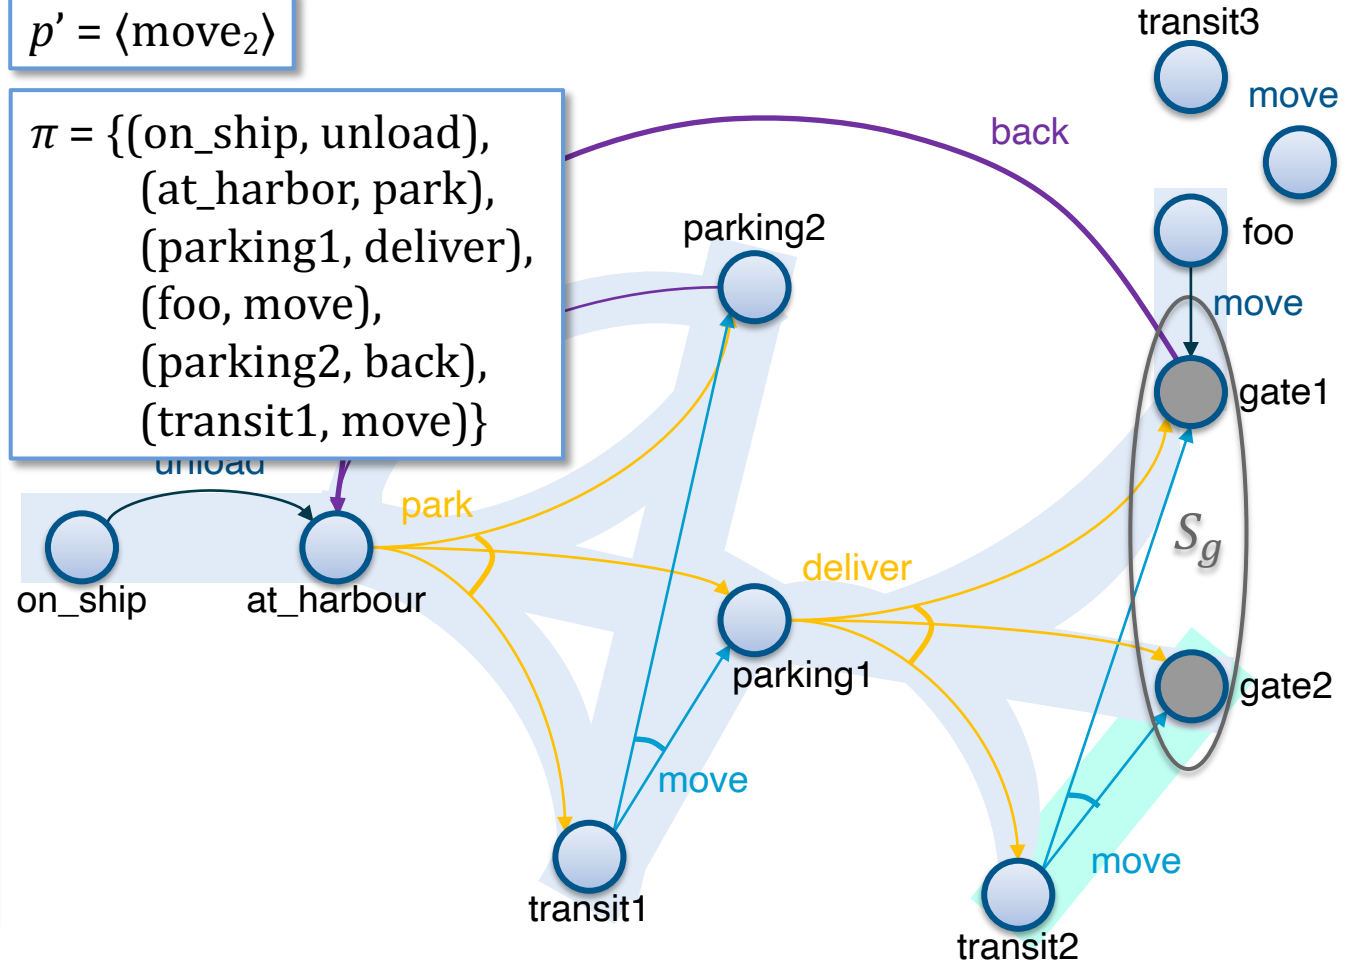 p’ = ⟨move₂⟩
π = {(on_ship, unload),
(at_harbor, park),
(parking1, deliver),
(foo, move),
(parking2, back),
(transit1, move)}
transit3
move
back
foo
parking2
move
gate1
unload
park
S_g
deliver
on_ship
at_harbour
parking1
gate2
move
move
transit1
transit2